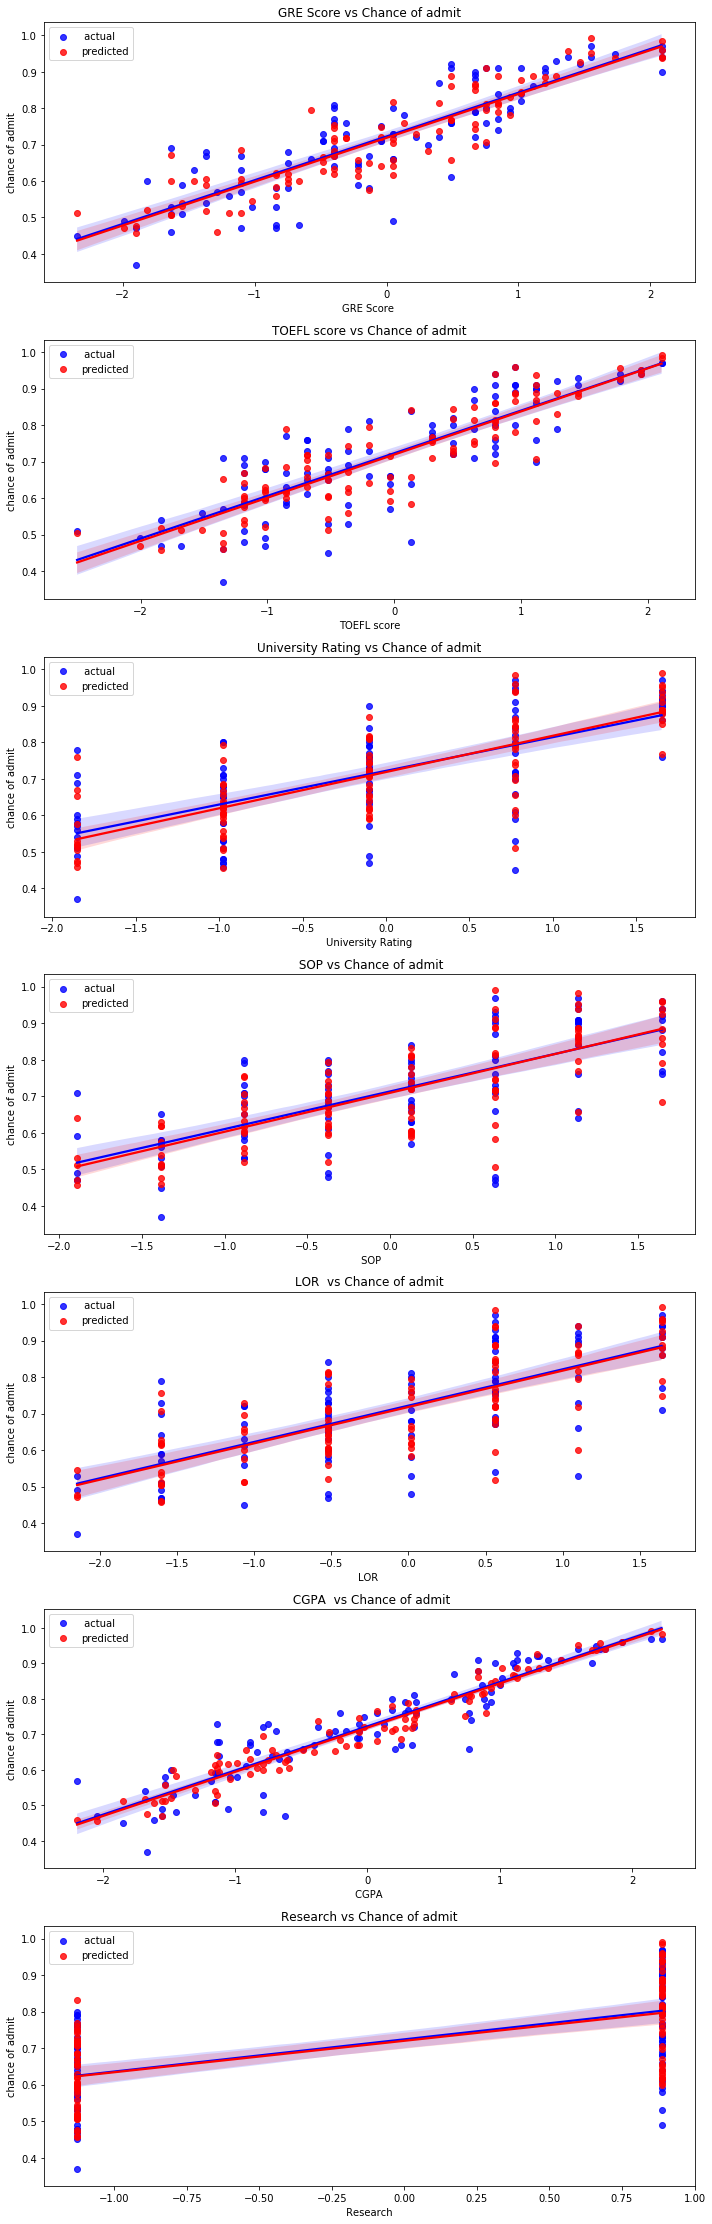 GRE Score vs Chance of admit
actual
predicted
1.0
0.9
0.8
0.7
0.6
0.5
0.4
chance of admit
−2
−1
0
1
2
GRE Score
TOEFL score vs Chance of admit
actual
predicted
1.0
0.9
0.8
0.7
0.6
0.5
0.4
chance of admit
−2
−1
0
1
2
TOEFL score
University Rating vs Chance of admit
actual
predicted
1.0
0.9
0.8
0.7
0.6
0.5
0.4
chance of admit
−2.0
−1.5
−1.0
−0.5
0.0
0.5
1.0
1.5
University Rating
SOP vs Chance of admit
actual
predicted
1.0
0.9
0.8
0.7
0.6
0.5
0.4
chance of admit
−2.0
−1.5
−1.0
−0.5
0.0
0.5
1.0
1.5
SOP
LOR  vs Chance of admit
actual
predicted
1.0
0.9
0.8
0.7
0.6
0.5
0.4
chance of admit
−2.0
−1.5
−1.0
−0.5
0.0
0.5
1.0
1.5
LOR
CGPA  vs Chance of admit
actual
predicted
1.0
0.9
0.8
0.7
0.6
0.5
0.4
chance of admit
−2
−1
0
1
2
CGPA
Research vs Chance of admit
actual
predicted
1.0
0.9
0.8
0.7
0.6
0.5
0.4
chance of admit
−1.00
−0.75
−0.50
−0.25
0.00
0.25
0.50
0.75
1.00
Research